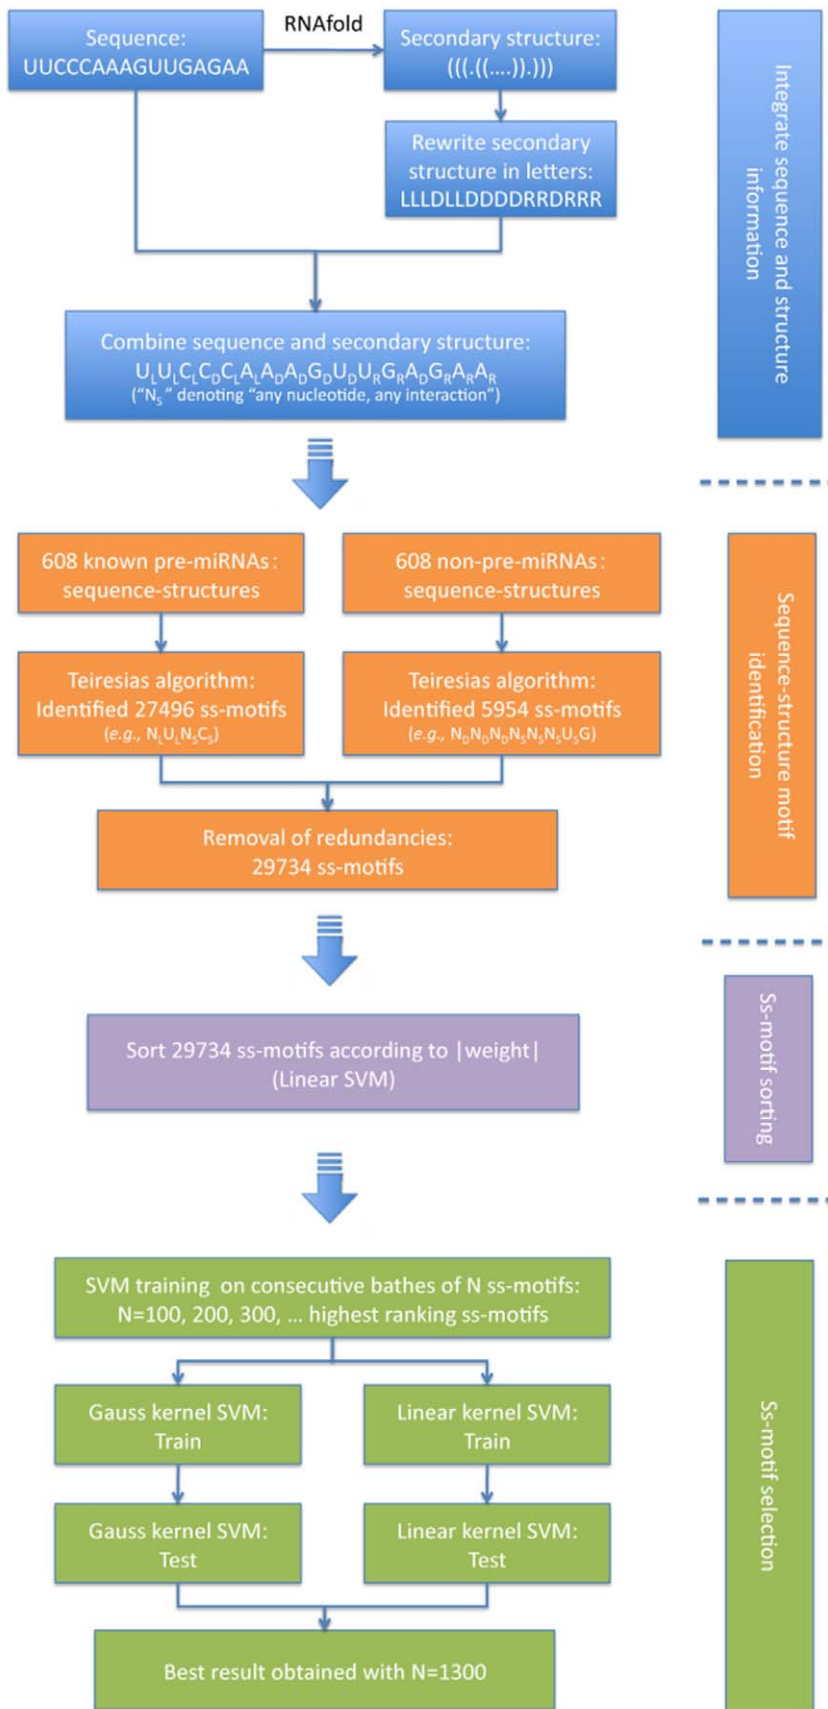 Sequence:
UUCCCAAAGUUGAGAA
RNAfold
Secondary structure:
(((.((....)).)))
Rewrite secondary
structure in letters:
LLLDLLDDDDRRDRRR
Combine sequence and secondary structure:
U_LU_LC_LC_DC_LA_LA_DA_DG_DU_DU_RG_RA_DG_RA_RA_R
("N_S" denoting "any nucleotide, any interaction")
Integrate sequence and structure
information
608 known pre-miRNAs:
sequence-structures
608 non-pre-miRNAs:
sequence-structures
Teiresias algorithm:
Identified 27496 ss-motifs
(e.g., N_LU_LN_SC_S)
Teiresias algorithm:
Identified 5954 ss-motifs
(e.g., N_DN_DN_DN_SN_SN_SU_SG)
Removal of redundancies:
29734 ss-motifs
Sequence-structure motif
identification
Sort 29734 ss-motifs according to |weight|
(Linear SVM)
Ss-motif sorting
SVM training on consecutive bathes of N ss-motifs:
N=100, 200, 300, ... highest ranking ss-motifs
Gauss kernel SVM:
Train
Linear kernel SVM:
Train
Gauss kernel SVM:
Test
Linear kernel SVM:
Test
Best result obtained with N=1300
Ss-motif selection